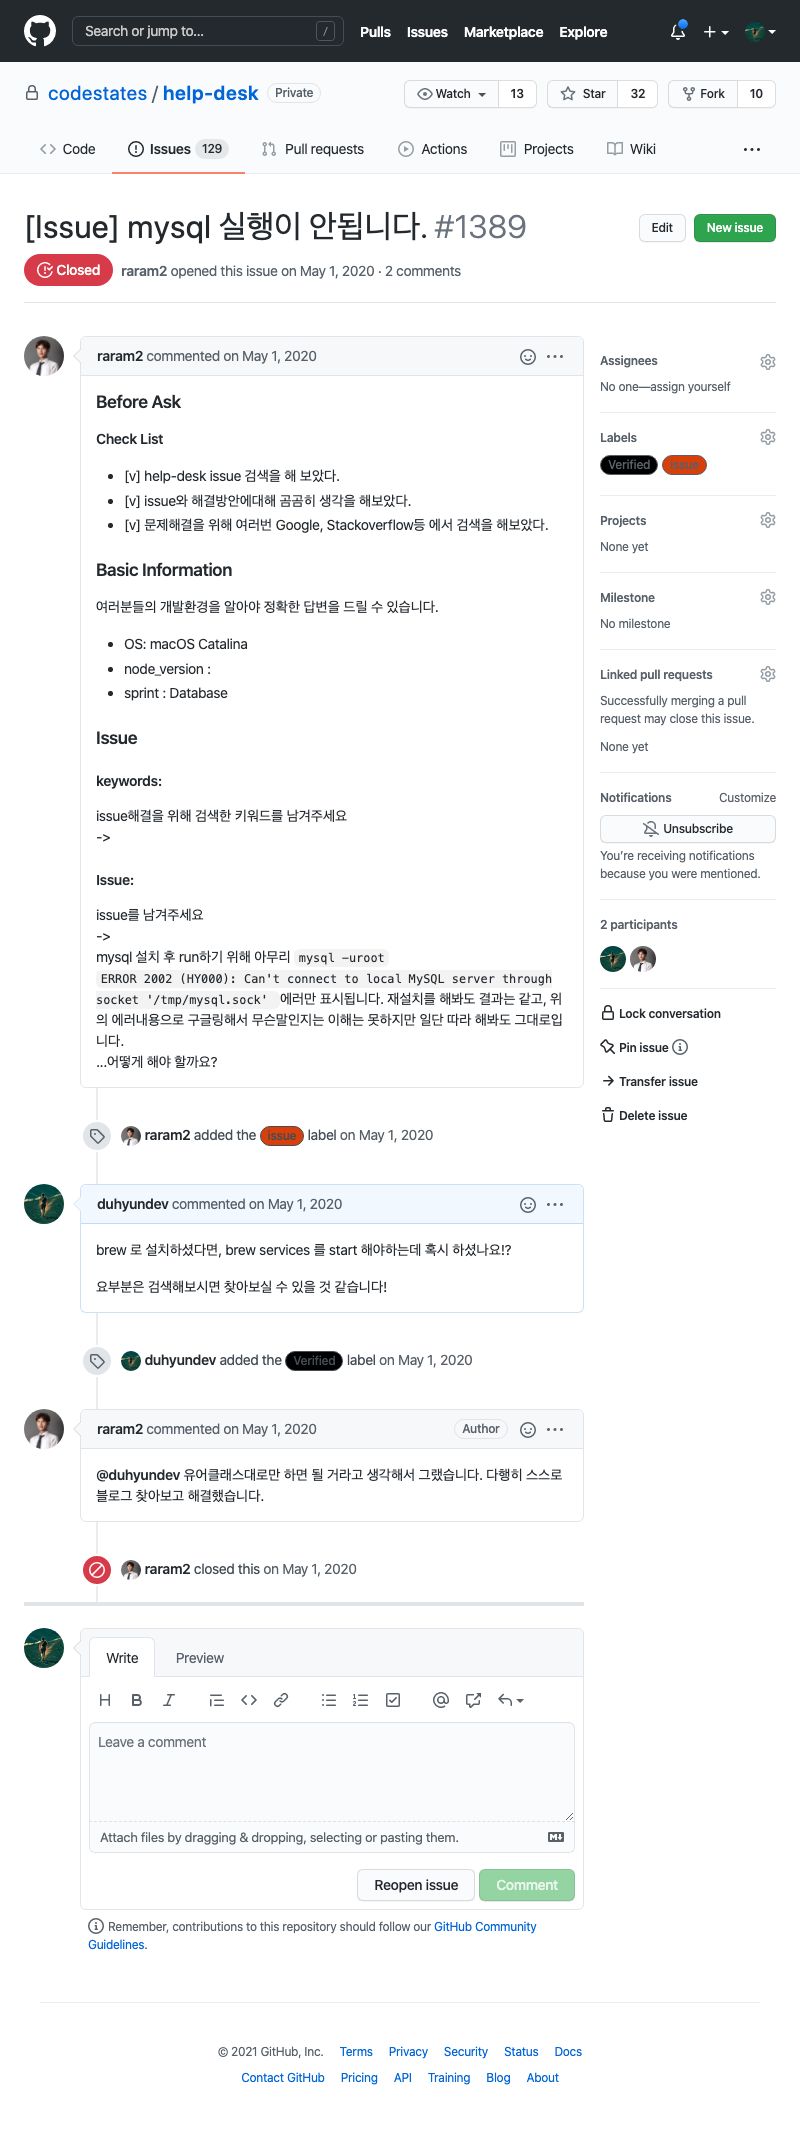 Search or jump to... /
Pulls Issues Marketplace Explore
codestates / help-desk Private
Watch 13 Star 32 Fork 10
Code Issues 129 Pull requests Actions Projects Wiki ...
[Issue] mysql 실행이 안됩니다. #1389
Edit New issue
Closed raram2 opened this issue on May 1, 2020 · 2 comments
raram2 commented on May 1, 2020
Before Ask
Check List
• [v] help-desk issue 검색을 해 보았다.
• [v] issue와 해결방안에대해 곰곰히 생각을 해보았다.
• [v] 문제해결을 위해 여러번 Google, Stackoverflow등 에서 검색을 해보았다.
Basic Information
여러분들의 개발환경을 알아야 정확한 답변을 드릴 수 있습니다.
• OS: macOS Catalina
• node_version :
• sprint : Database
Issue
keywords:
issue해결을 위해 검색한 키워드를 남겨주세요
->
Issue:
issue를 남겨주세요
->
mysql 설치 후 run하기 위해 아무리 mysql -uroot
ERROR 2002 (HY000): Can't connect to local MySQL server through
socket '/tmp/mysql.sock' 에러만 표시됩니다. 재설치를 해봐도 결과는 같고, 위
의 에러내용으로 구글링해서 무슨말인지는 이해는 못하지만 일단 따라 해봐도 그대로입
니다.
...어떻게 해야 할까요?
raram2 added the issue label on May 1, 2020
duhyundev commented on May 1, 2020
brew 로 설치하셨다면, brew services 를 start 해야하는데 혹시 하셨나요!?
요부분은 검색해보시면 찾아보실 수 있을 것 같습니다!
duhyundev added the Verified label on May 1, 2020
raram2 commented on May 1, 2020 Author
@duhyundev 유어클래스대로만 하면 될 거라고 생각해서 그랬습니다. 다행히 스스로
블로그 찾아보고 해결했습니다.
raram2 closed this on May 1, 2020
Write Preview
Leave a comment
Attach files by dragging & dropping, selecting or pasting them.
Reopen issue Comment
Remember, contributions to this repository should follow our GitHub Community
Guidelines.
Assignees
No one—assign yourself
Labels
Verified issue
Projects
None yet
Milestone
No milestone
Linked pull requests
Successfully merging a pull
request may close this issue.
None yet
Notifications Customize
Unsubscribe
You're receiving notifications
because you were mentioned.
2 participants
Lock conversation
Pin issue
Transfer issue
Delete issue
© 2021 GitHub, Inc. Terms Privacy Security Status Docs
Contact GitHub Pricing API Training Blog About